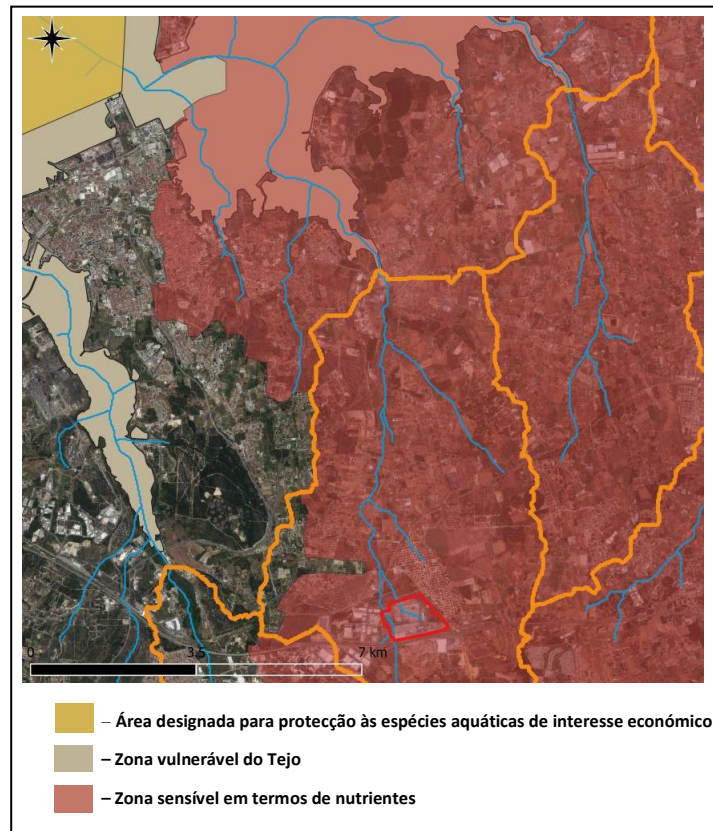 0
3.5
7 km
– Área designada para protecção às espécies aquáticas de interesse económico
– Zona vulnerável do Tejo
– Zona sensível em termos de nutrientes